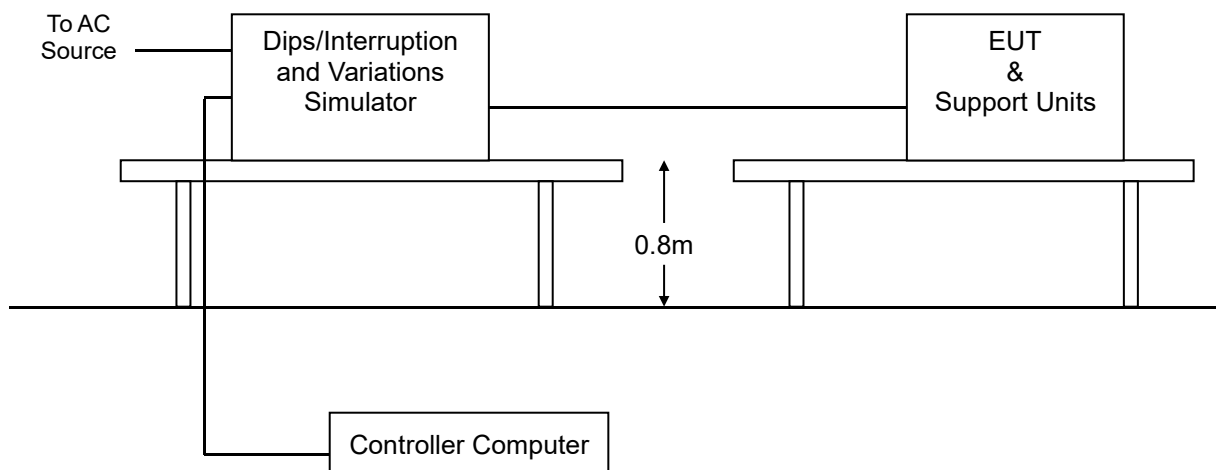 To AC
Source
Dips/Interruption
and Variations
Simulator
EUT
&
Support Units
0.8m
Controller Computer